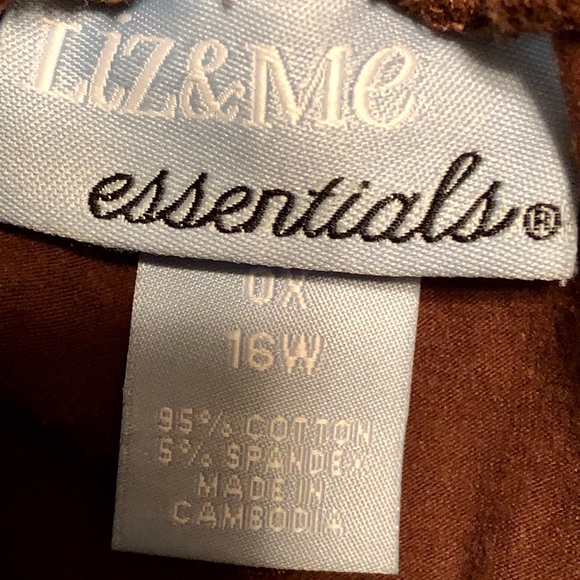 Liz&Me
essentials®
0X
16W
95% COTTON
5% SPANDEX
MADE IN
CAMBODIA